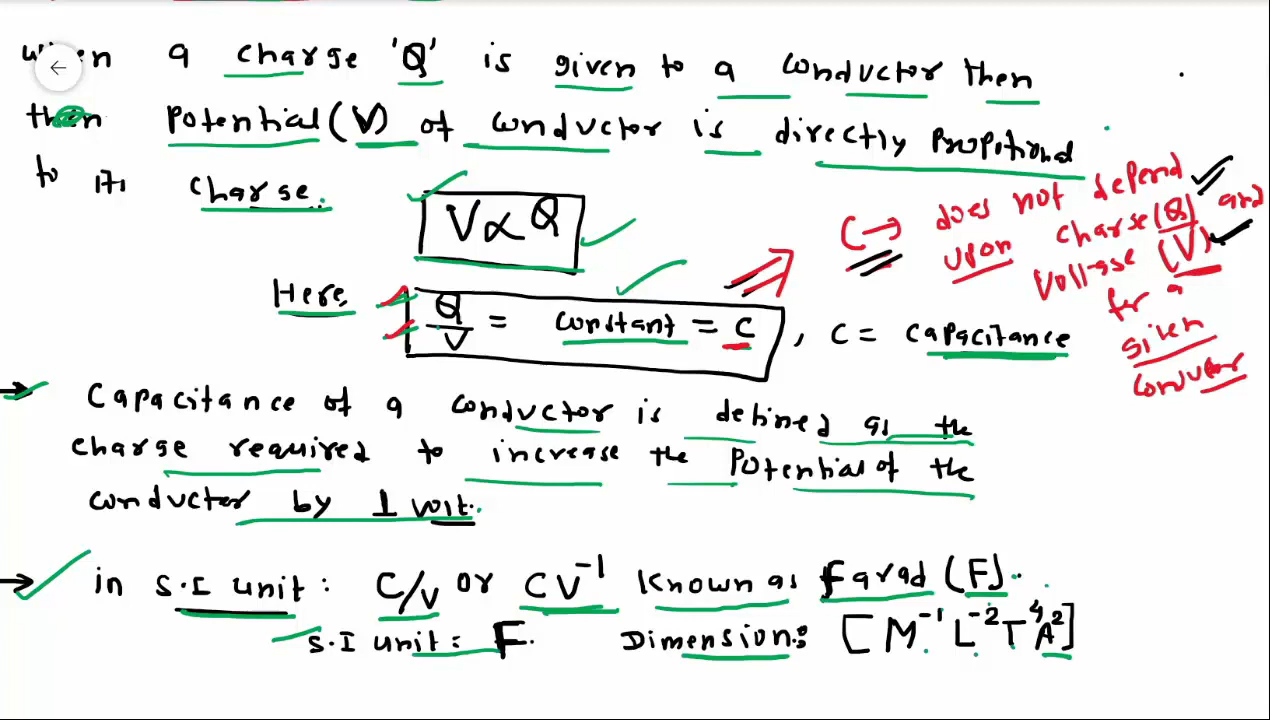 when a charge 'Q' is given to a conductor then
then Potential (V) of conductor is directly Propotional
to its charge.
V ∝ Q
Here Q/V = constant = C, C = capacitance
C → does not depend
upon charge (Q) and
voltage (V)
for a
given
conductor
→ Capacitance of a conductor is defined as the
charge required to increase the Potential of the
conductor by 1 volt.
→ in S.I unit: C/V or CV⁻¹ known as Farad (F).
S.I unit: F. Dimension: [M⁻¹ L⁻² T⁴ A²]